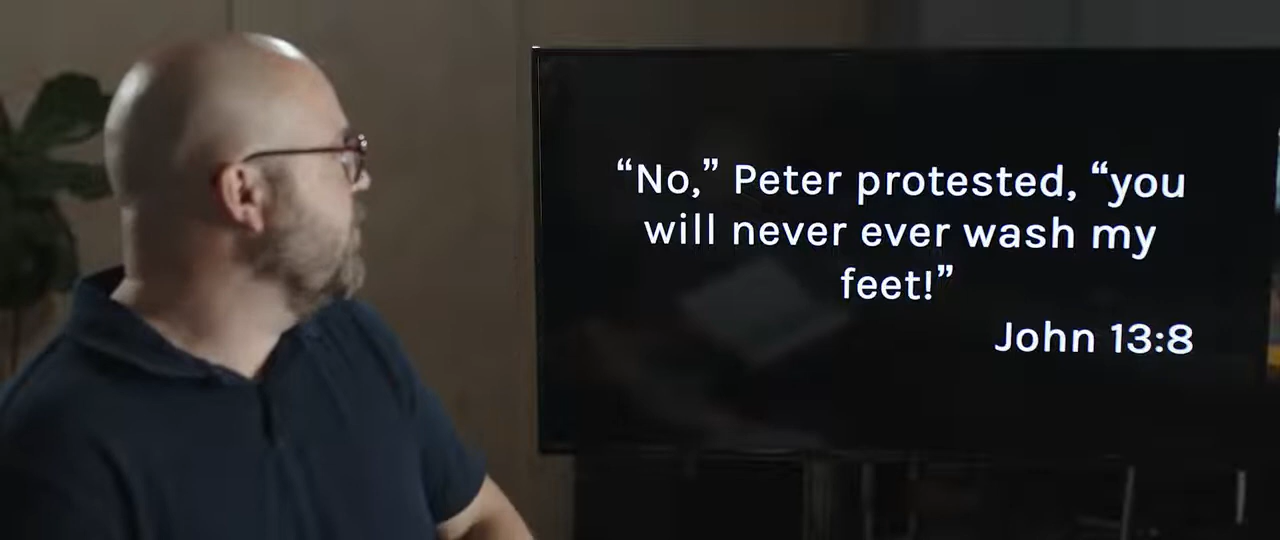 “No,” Peter protested, “you
will never ever wash my
feet!”
John 13:8